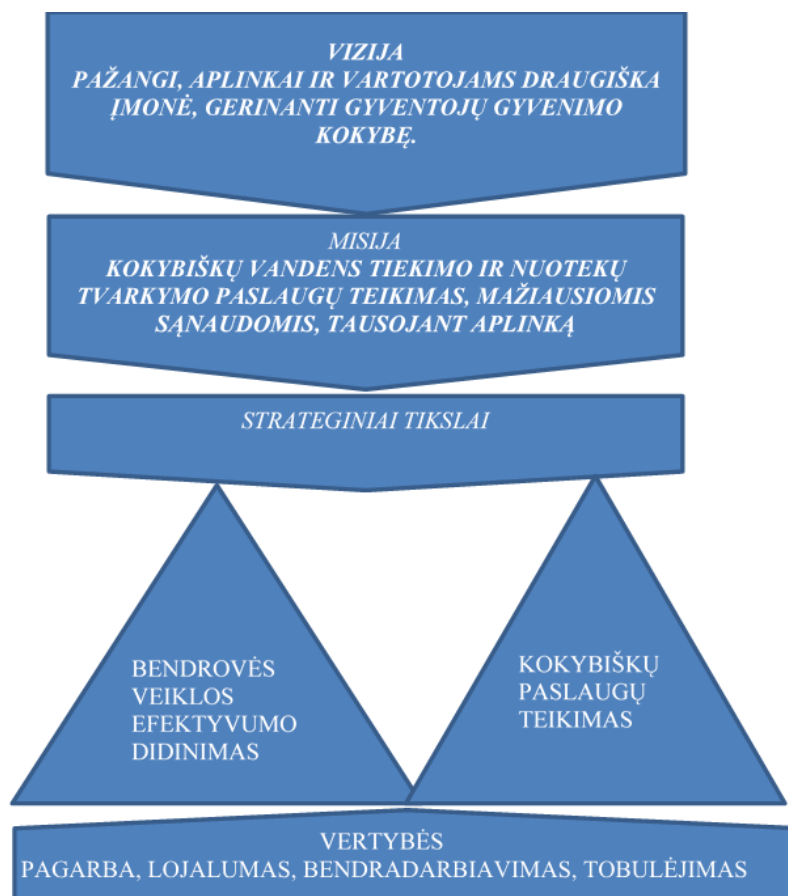 VIZIJA
PAŽANGI, APLINKAI IR VARTOTOJAMS DRAUGIŠKA
ĮMONĖ, GERINANTI GYVENTOJŲ GYVENIMO
KOKYBĘ.
MISIJA
KOKYBIŠKŲ VANDENS TIEKIMO IR NUOTEKŲ
TVARKYMO PASLAUGŲ TEIKIMAS, MAŽIAUSIOMIS
SĄNAUDOMIS, TAUSOJANT APLINKĄ
STRATEGINIAI TIKSLAI
BENDROVĖS
VEIKLOS
EFEKTYVUMO
DIDINIMAS
KOKYBIŠKŲ
PASLAUGŲ
TEIKIMAS
VERTYBĖS
PAGARBA, LOJALUMAS, BENDRADARBIAVIMAS, TOBULĖJIMAS